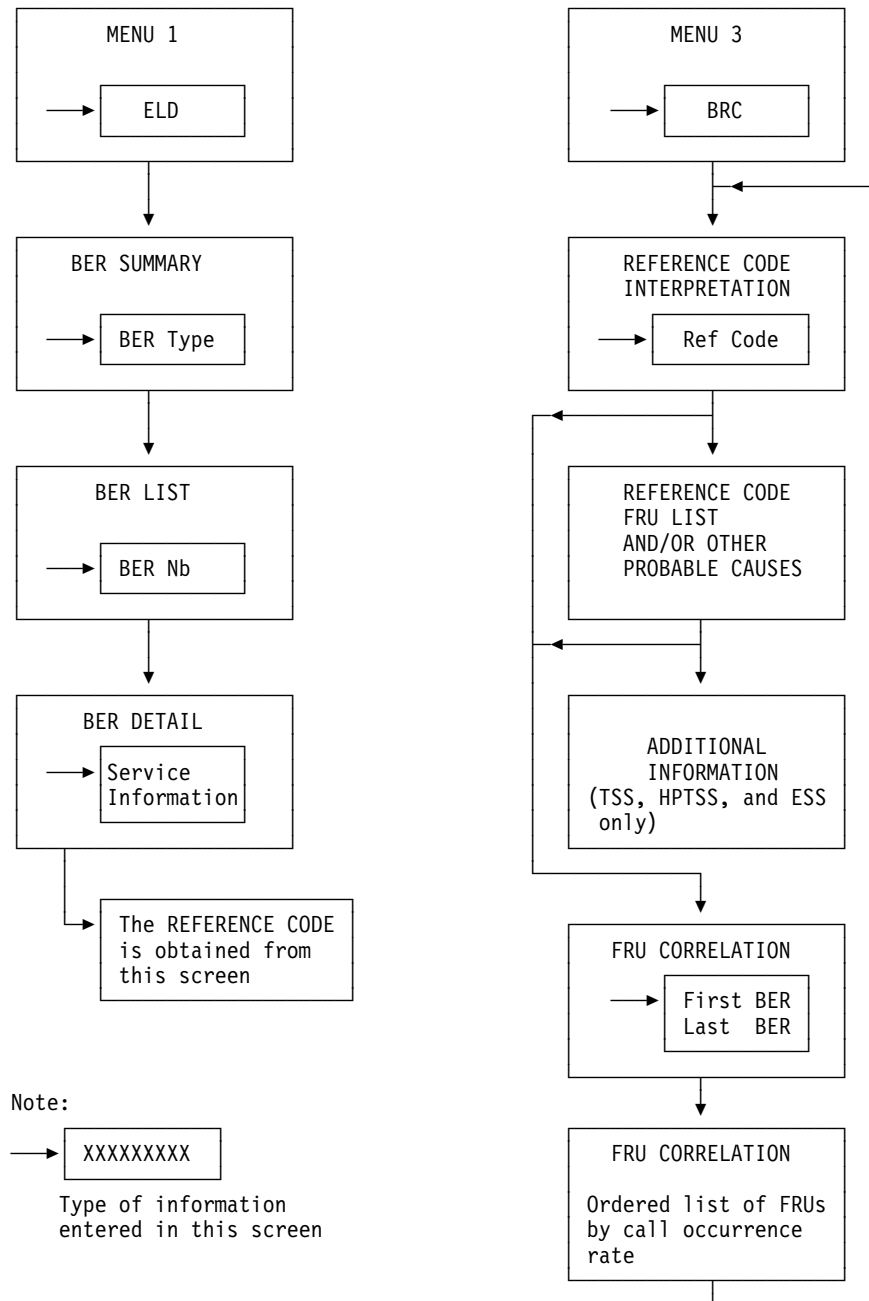 MENU 1
ELD
BER SUMMARY
BER Type
BER LIST
BER Nb
BER DETAIL
Service
Information
The REFERENCE CODE
is obtained from
this screen
Note:
XXXXXXXXX
Type of information
entered in this screen
MENU 3
BRC
REFERENCE CODE
INTERPRETATION
Ref Code
REFERENCE CODE
FRU LIST
AND/OR OTHER
PROBABLE CAUSES
ADDITIONAL
INFORMATION
(TSS, HPTSS, and ESS
only)
FRU CORRELATION
First BER
Last BER
FRU CORRELATION
Ordered list of FRUs
by call occurrence
rate